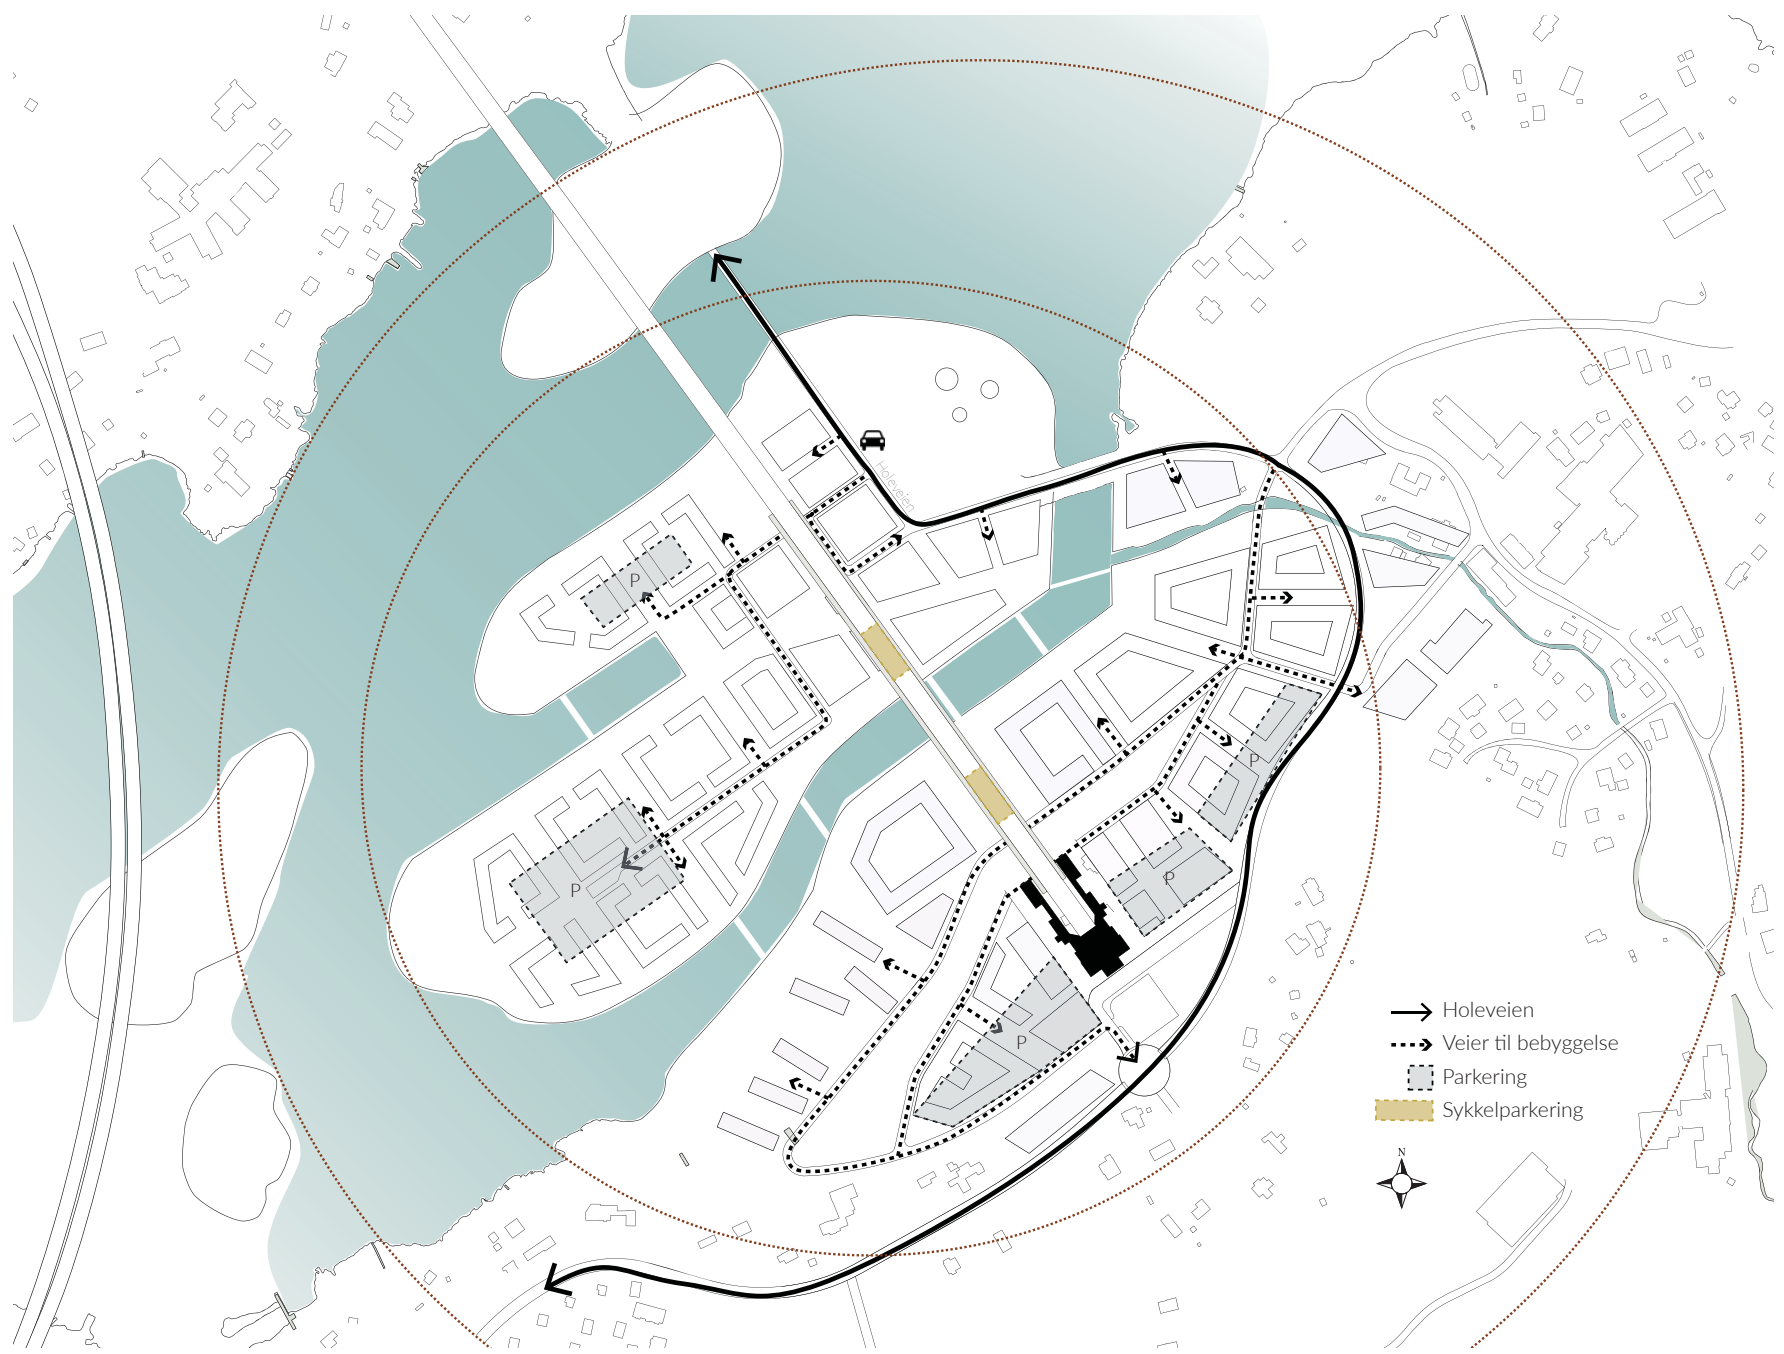 Holeveien
P
P
P
P
P
Holeveien
Veier til bebyggelse
Parkering
Sykkelparkering
N